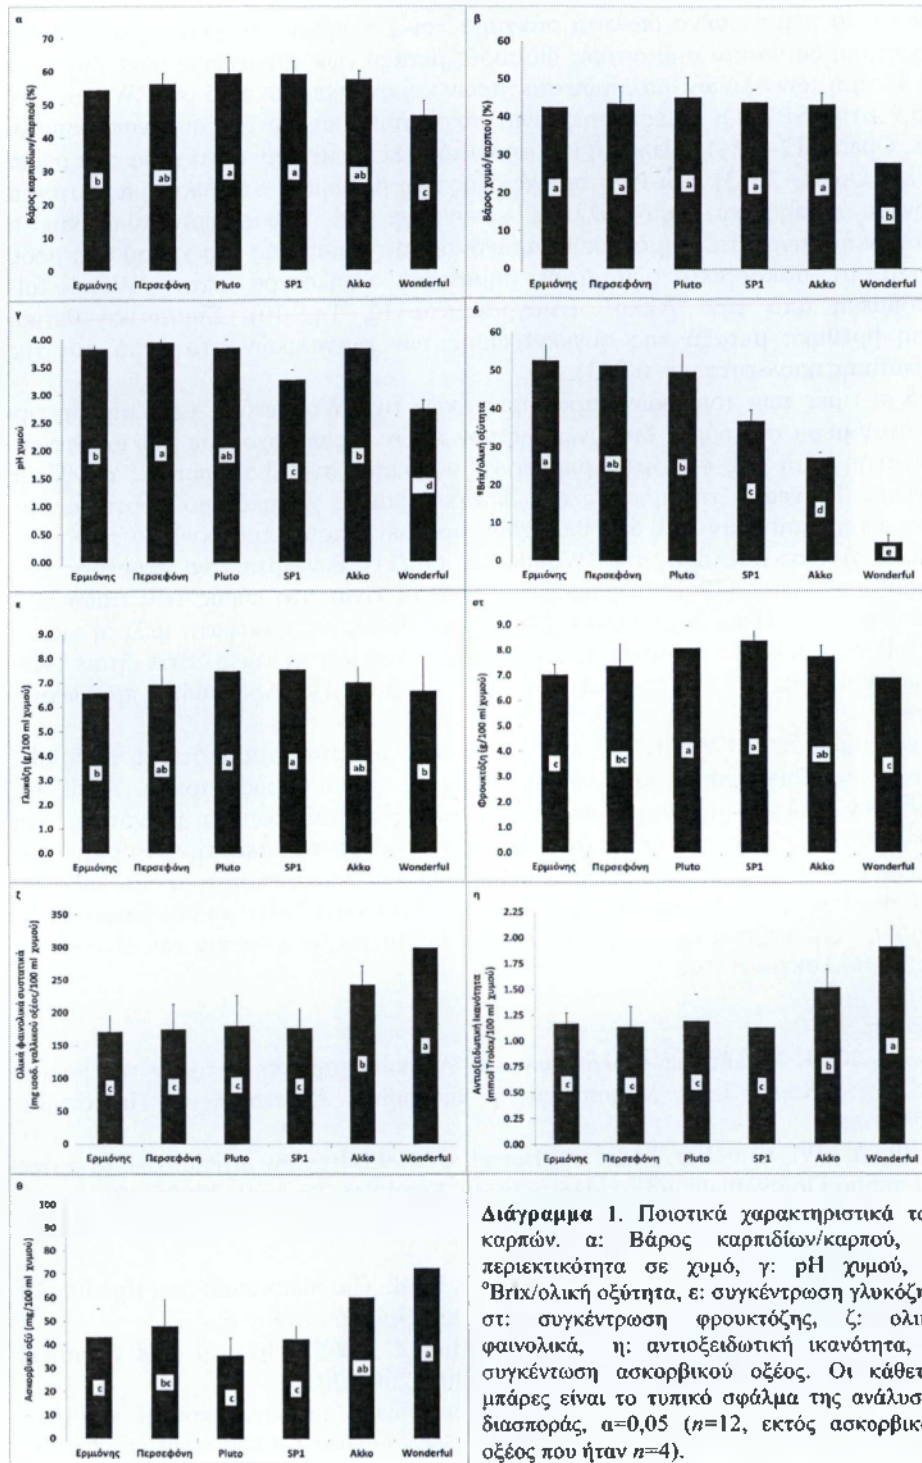 α
Βάρος καρπιδίων/καρπού (%)
70
60
50
40
30
20
10
0
b
ab
a
a
ab
c
Ερμιόνης
Περσεφόνη
Pluto
SP1
Akko
Wonderful
β
Βάρος χυμό/καρπού (%)
60
50
40
30
20
10
0
a
a
a
a
a
b
Ερμιόνης
Περσεφόνη
Pluto
SP1
Akko
Wonderful
γ
pH χυμού
4.00
3.50
3.00
2.50
2.00
1.50
1.00
0.50
0.00
b
a
ab
c
b
d
Ερμιόνης
Περσεφόνη
Pluto
SP1
Akko
Wonderful
δ
ºBrix/ολική οξύτητα
60
50
40
30
20
10
0
a
ab
b
c
d
e
Ερμιόνης
Περσεφόνη
Pluto
SP1
Akko
Wonderful
ε
Γλυκόζη (g/100 ml χυμού)
9.0
8.0
7.0
6.0
5.0
4.0
3.0
2.0
1.0
0.0
b
ab
a
a
ab
b
Ερμιόνης
Περσεφόνη
Pluto
SP1
Akko
Wonderful
στ
Φρουκτόζη (g/100 ml χυμού)
9.0
8.0
7.0
6.0
5.0
4.0
3.0
2.0
1.0
0.0
c
bc
a
a
ab
c
Ερμιόνης
Περσεφόνη
Pluto
SP1
Akko
Wonderful
ζ
Ολικά φαινολικά συστατικά
(mg ισοδ. γαλλικού οξέος/100 ml χυμού)
350
300
250
200
150
100
50
0
c
c
c
c
b
a
Ερμιόνης
Περσεφόνη
Pluto
SP1
Akko
Wonderful
η
Αντιοξειδωτική Ικανότητα
(mmol Trolox/100 ml χυμού)
2.25
2.00
1.75
1.50
1.25
1.00
0.75
0.50
0.25
0.00
c
c
c
c
b
a
Ερμιόνης
Περσεφόνη
Pluto
SP1
Akko
Wonderful
θ
Ασκορβικό οξύ (mg/100 ml χυμού)
100
90
80
70
60
50
40
30
20
10
0
c
bc
c
c
ab
a
Ερμιόνης
Περσεφόνη
Pluto
SP1
Akko
Wonderful
Διάγραμμα 1. Ποιοτικά χαρακτηριστικά
καρπών. α: Βάρος καρπιδίων/καρπού,
περιεκτικότητα σε χυμό, γ: pH χυμού,
ºBrix/ολική οξύτητα, ε: συγκέντρωση
στ: συγκέντρωση φρουκτόζης, ζ:
φαινολικά, η: αντιοξειδωτική ικανότητα,
συγκέντωση ασκορβικού οξέος. Οι
μπάρες είναι το τυπικό σφάλμα της
διασποράς, α=0,05 (n=12, εκτός
οξέος που ήταν n=4).